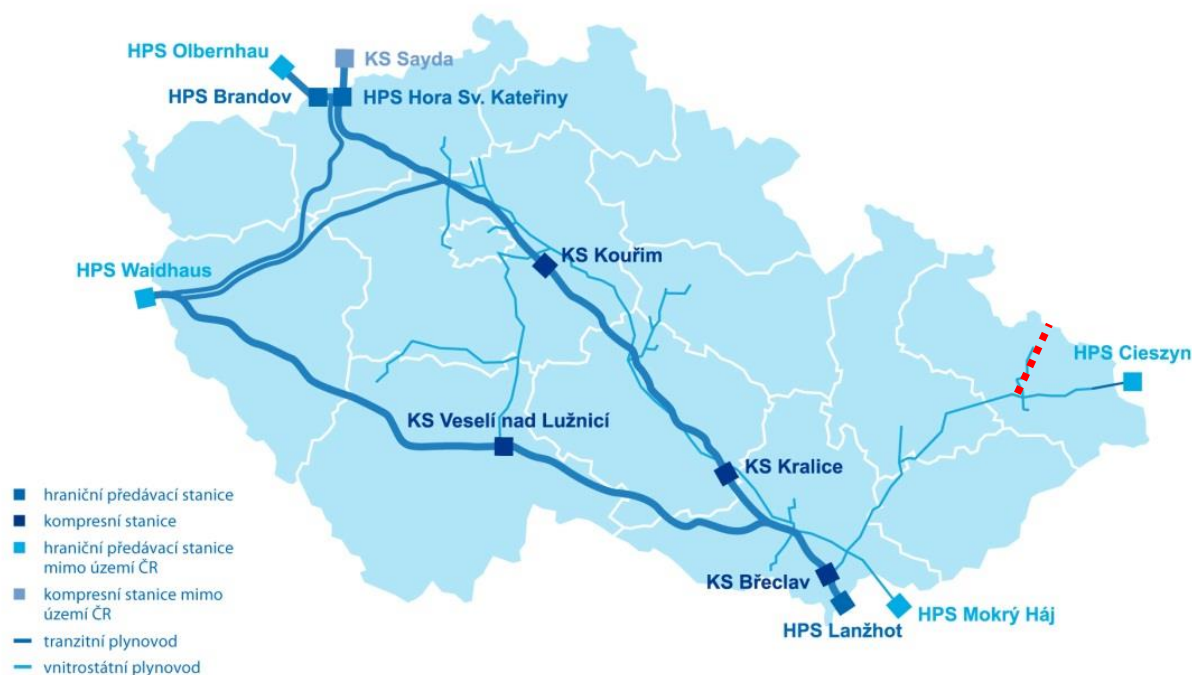 HPS Olbernhau
KS Sayda
HPS Brandov
HPS Hora Sv. Kateřiny
KS Kouřim
HPS Waidhaus
HPS Cieszyn
KS Veselí nad Lužnicí
KS Kralice
KS Břeclav
HPS Mokrý Háj
HPS Lanžhot
hraniční předávací stanice
kompresní stanice
hraniční předávací stanice
mimo území ČR
kompresní stanice mimo
území ČR
tranzitní plynovod
vnitrostátní plynovod